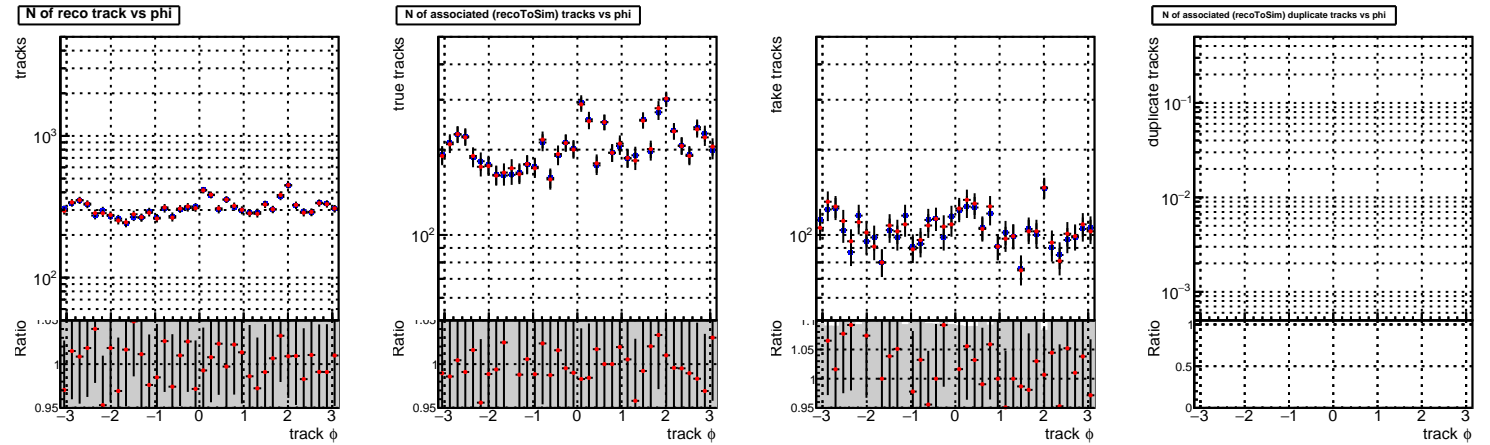 N of reco track vs phi
tracks
10³
10²
Ratio
1.05
1
0.95
−3 −2 −1 0 1 2 3
track ϕ
N of associated (recoToSim) tracks vs phi
true tracks
10²
Ratio
1.05
1
0.95
−3 −2 −1 0 1 2 3
track ϕ
fake tracks
10²
Ratio
1.1
1.05
1
0.95
−3 −2 −1 0 1 2 3
track ϕ
N of associated (recoToSim) duplicate tracks vs phi
duplicate tracks
10⁻¹
10⁻²
10⁻³
Ratio
1
0.5
0
−3 −2 −1 0 1 2 3
track ϕ